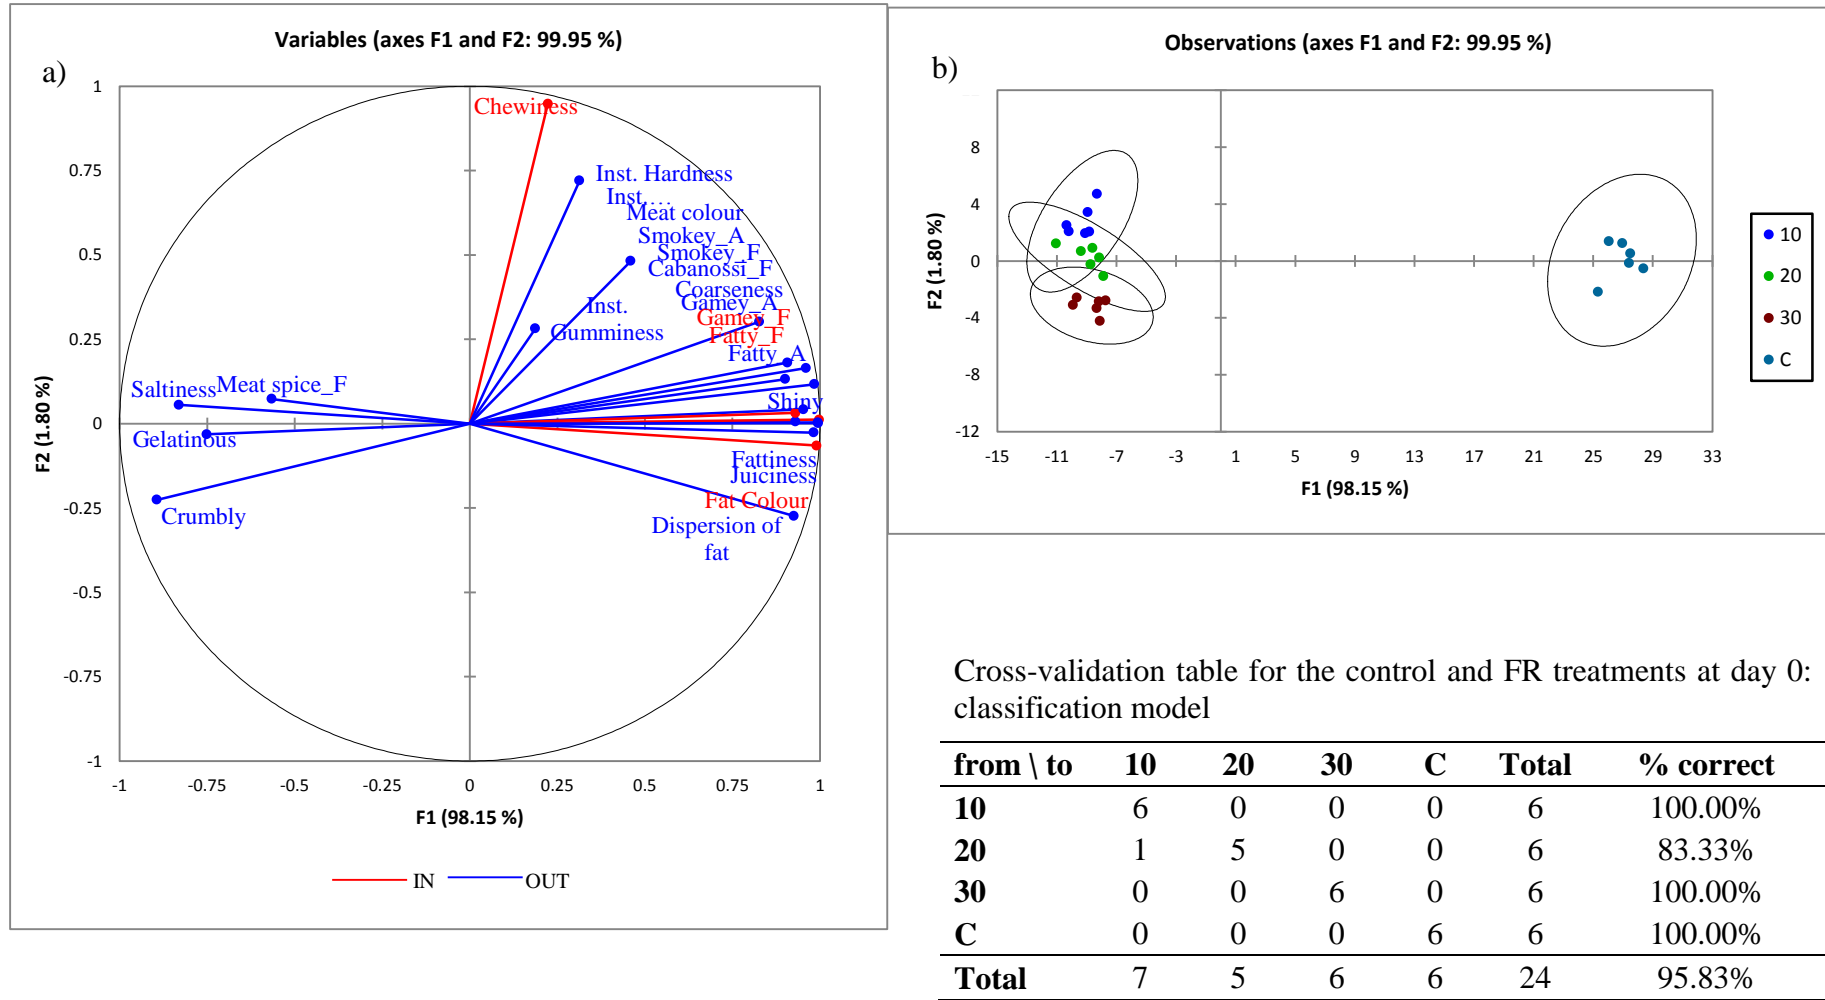 Variables (axes F1 and F2: 99.95 %)
a)
1
Chewiness
0.75
Inst. Hardness
Inst....
Meat colour
Smokey_A
0.5
Smokey_F
Cabanossi_F
Coarseness
Inst.
Gamey_A
Gamey_F
Gumminess
Fatty_F
0.25
Fatty_A
Saltiness
Meat spice_F
Shiny
0
Gelatinous
Fattiness
Juiciness
-0.25
Fat Colour
Crumbly
Dispersion of
fat
-0.5
-0.75
-1
F2 (1.80 %)
-1 -0.75 -0.5 -0.25 0 0.25 0.5 0.75 1
F1 (98.15 %)
IN OUT
Observations (axes F1 and F2: 99.95 %)
b)
8
4
0
-4
-8
-12
F2 (1.80 %)
-15 -11 -7 -3 1 5 9 13 17 21 25 29 33
F1 (98.15 %)
10
20
30
C
Cross-validation table for the control and FR treatments at day 0:
classification model
from \ to 10 20 30 C Total % correct
10 6 0 0 0 6 100.00%
20 1 5 0 0 6 83.33%
30 0 0 6 0 6 100.00%
C 0 0 0 6 6 100.00%
Total 7 5 6 6 24 95.83%